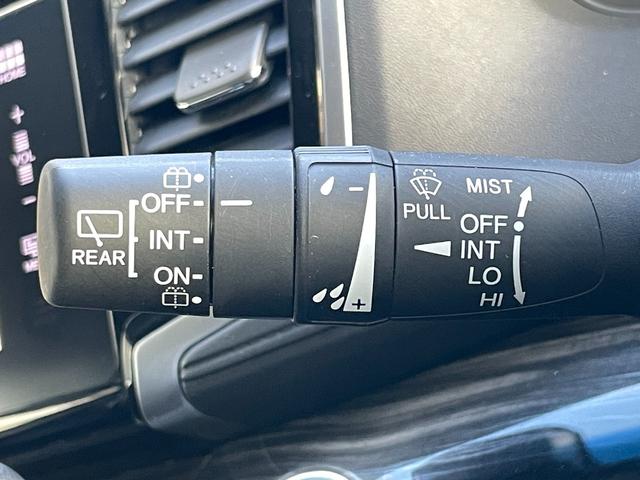 HOME
+
VOL
-
OFF
INT
ON
REAR
-
+
PULL
MIST
OFF
INT
LO
HI